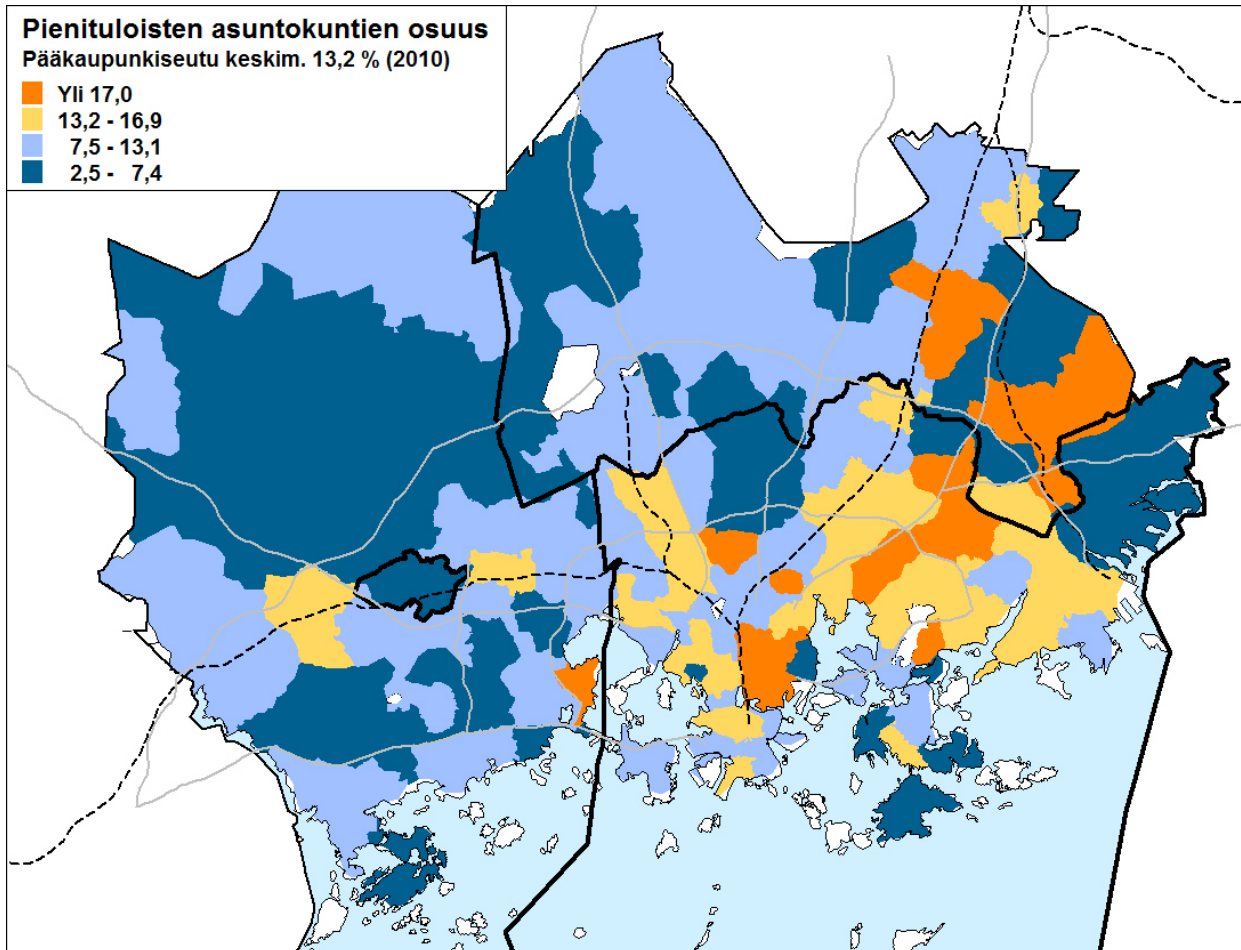 Pienituloisten asuntokuntien osuus
Pääkaupunkiseutu keskim. 13,2 % (2010)
Yli 17,0
13,2 - 16,9
7,5 - 13,1
2,5 - 7,4